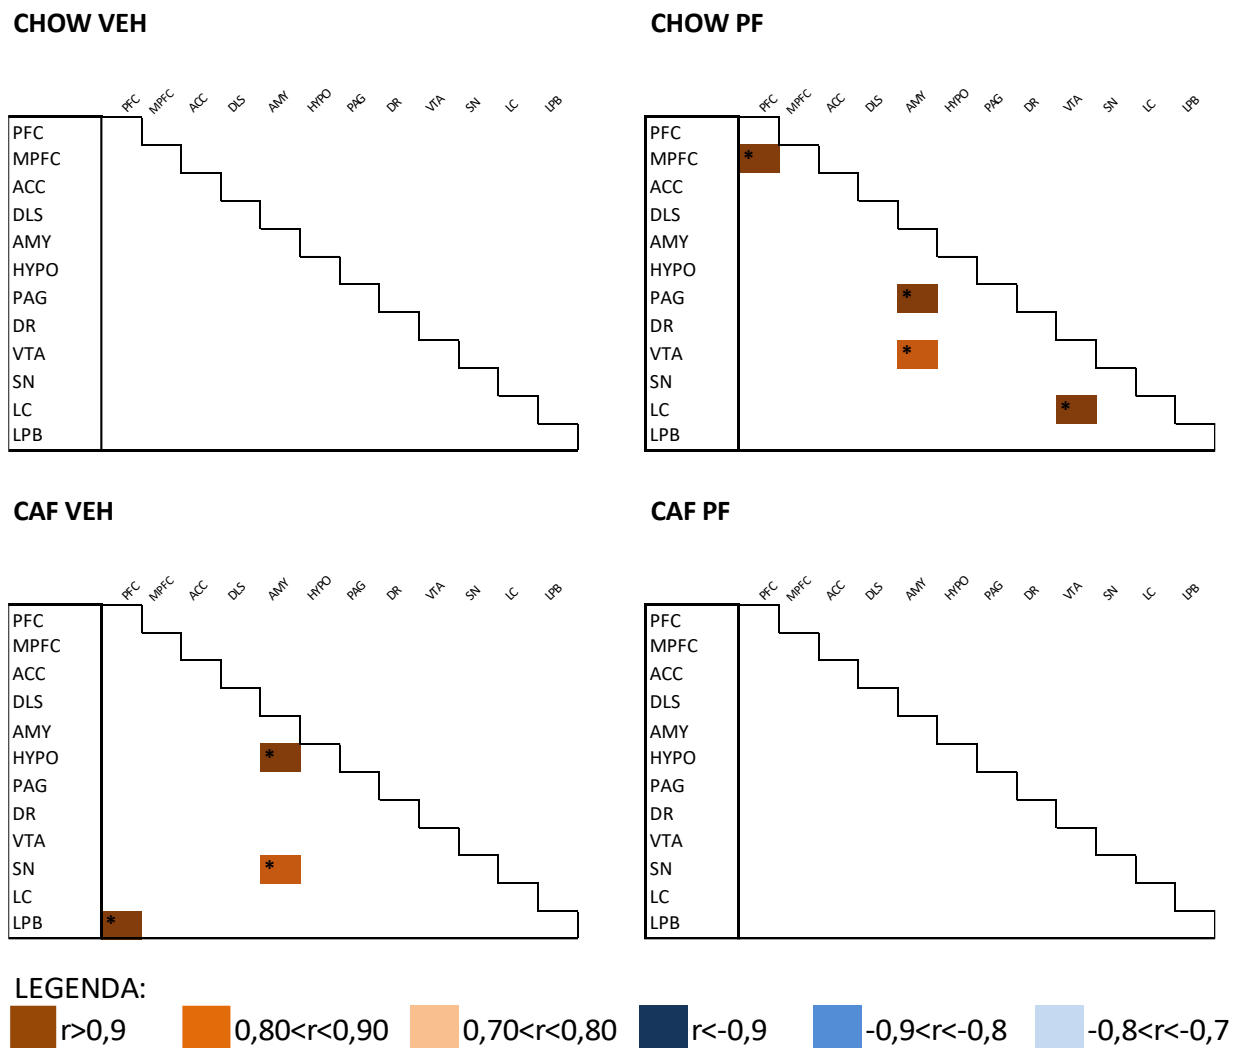 CHOW VEH
CHOW PF
PFC MPFC ACC DLS AMY HYPO PAG DR VTA SN LC LPB
PFC
MPFC
ACC
DLS
AMY
HYPO
PAG
DR
VTA
SN
LC
LPB
PFC MPFC ACC DLS AMY HYPO PAG DR VTA SN LC LPB
PFC
MPFC *
ACC
DLS
AMY
HYPO
PAG *
DR
VTA *
SN
LC *
LPB
CAF VEH
CAF PF
PFC MPFC ACC DLS AMY HYPO PAG DR VTA SN LC LPB
PFC
MPFC
ACC
DLS
AMY
HYPO *
PAG
DR
VTA
SN *
LC
LPB *
PFC MPFC ACC DLS AMY HYPO PAG DR VTA SN LC LPB
PFC
MPFC
ACC
DLS
AMY
HYPO
PAG
DR
VTA
SN
LC
LPB
LEGENDA:
r>0,9 0,80<r<0,90 0,70<r<0,80 r<-0,9 -0,9<r<-0,8 -0,8<r<-0,7